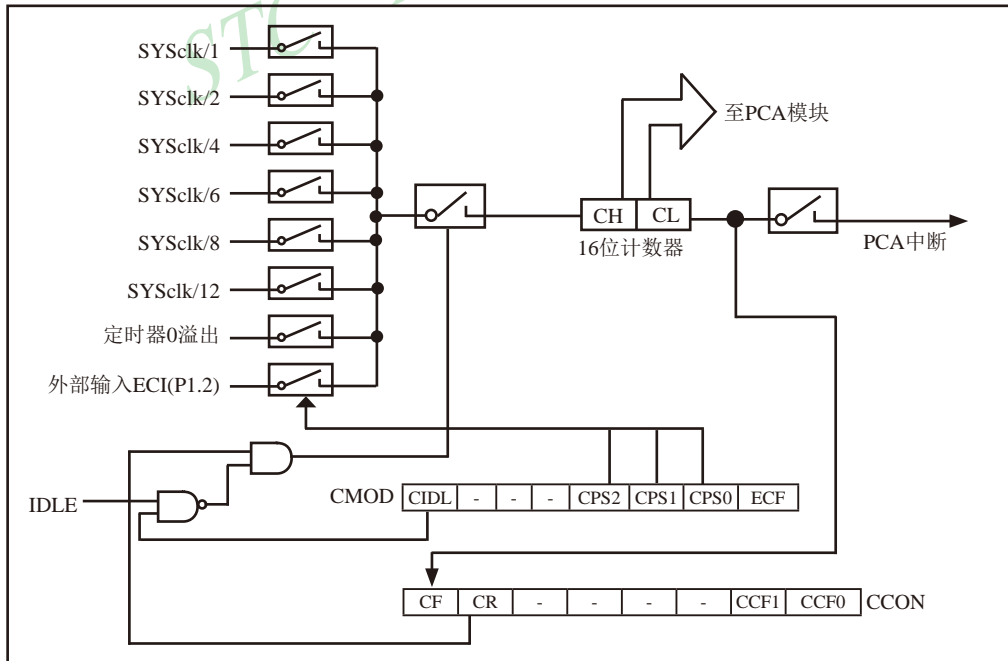 STC
SYSclk/1
SYSclk/2
SYSclk/4
SYSclk/6
SYSclk/8
SYSclk/12
定时器0溢出
外部输入ECI(P1.2)
至PCA模块
CH CL
16位计数器
PCA中断
IDLE
CMOD CIDL - - - CPS2 CPS1 CPS0 ECF
CF CR - - - - CCF1 CCF0 CCON